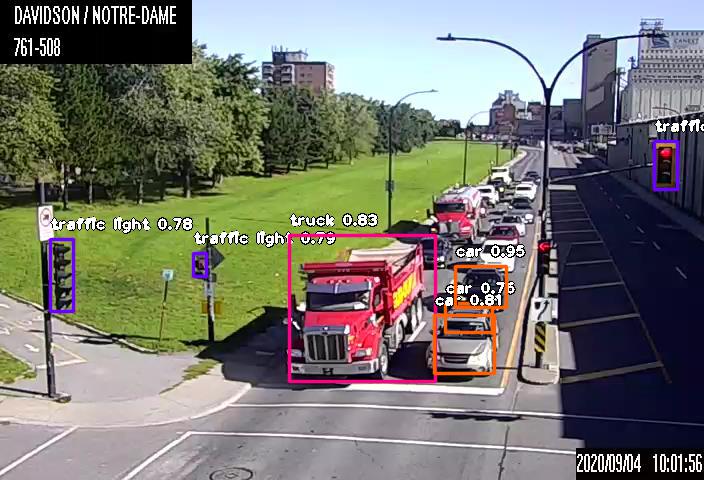 DAVIDSON / NOTRE-DAME
761-508
traffic
traffic light 0.78
truck 0.83
traffic light 0.79
car 0.95
car 0.76
car 0.81
2020/09/04 10:01:56